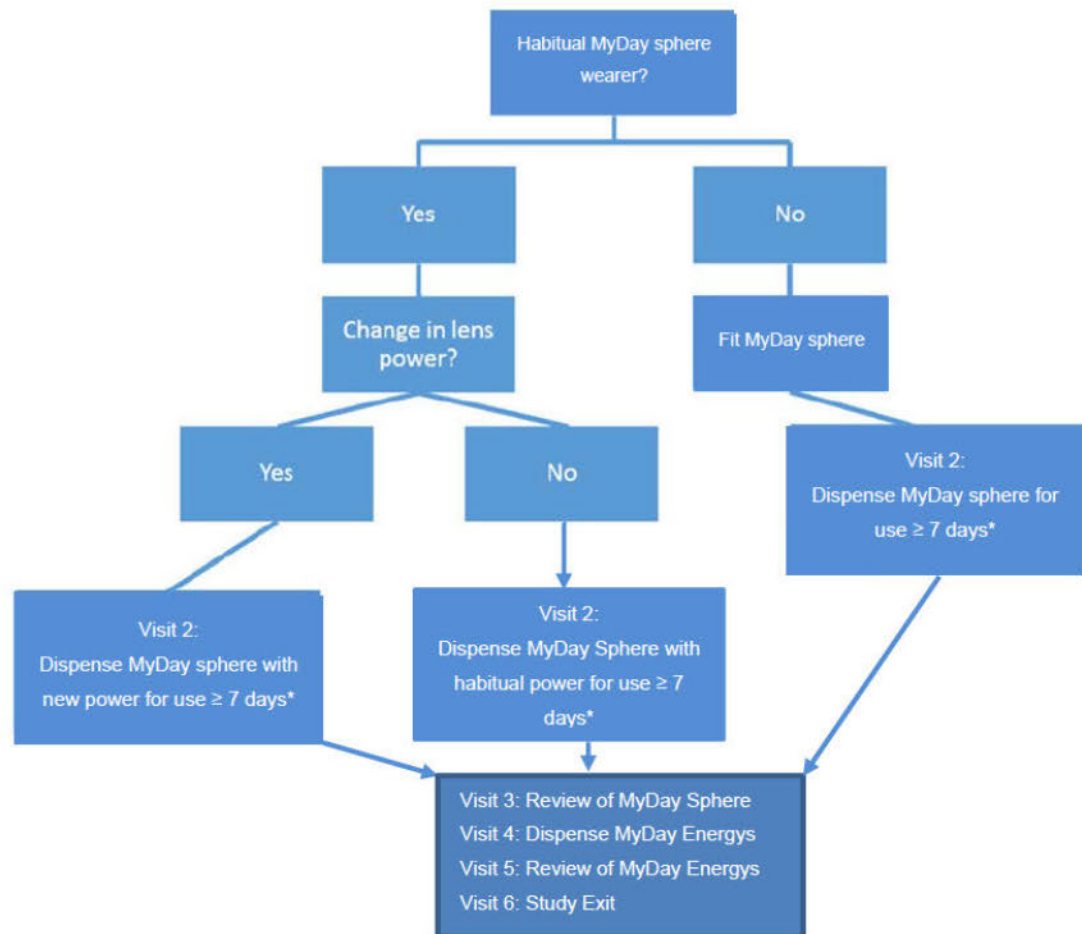 Habitual MyDay sphere
wearer?
Yes
No
Change in lens
power?
Fit MyDay sphere
Yes
No
Visit 2:
Dispense MyDay sphere for
use ≥ 7 days*
Visit 2:
Dispense MyDay sphere with
new power for use ≥ 7 days*
Visit 2:
Dispense MyDay Sphere with
habitual power for use ≥ 7
days*
Visit 3: Review of MyDay Sphere
Visit 4: Dispense MyDay Energys
Visit 5: Review of MyDay Energys
Visit 6: Study Exit